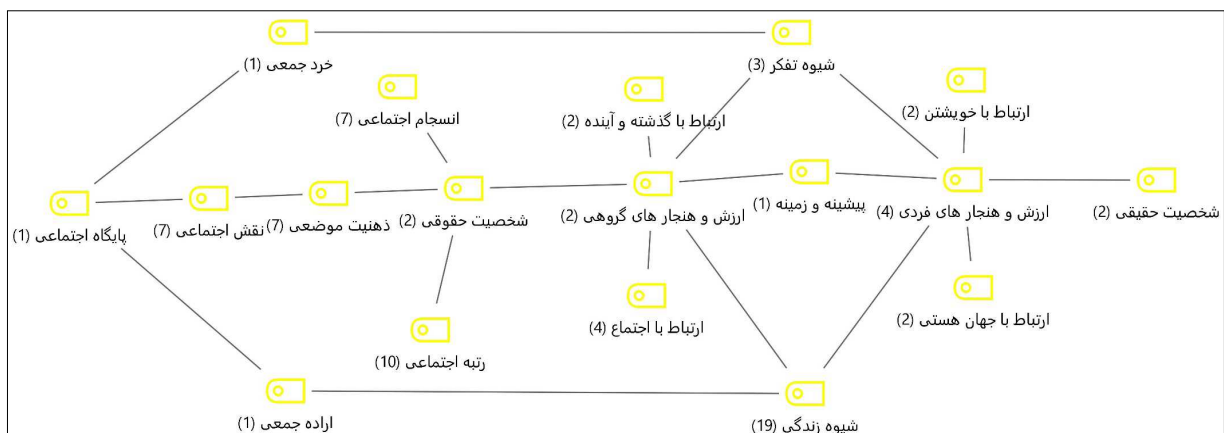 خرد جمعی (1)
شیوه تفکر (3)
انسجام اجتماعی (7)
ارتباط با گذشته و آینده (2)
ارتباط با خویشتن (2)
پایگاه اجتماعی (1)
نقش اجتماعی (7)
ذهنیت موضعی (7)
شخصیت حقوقی (2)
ارزش و هنجار های گروهی (2)
پیشینه و زمینه (1)
ارزش و هنجار های فردی (4)
شخصیت حقیقی (2)
رتبه اجتماعی (10)
ارتباط با اجتماع (4)
ارتباط با جهان هستی (2)
اراده جمعی (1)
شیوه زندگی (19)